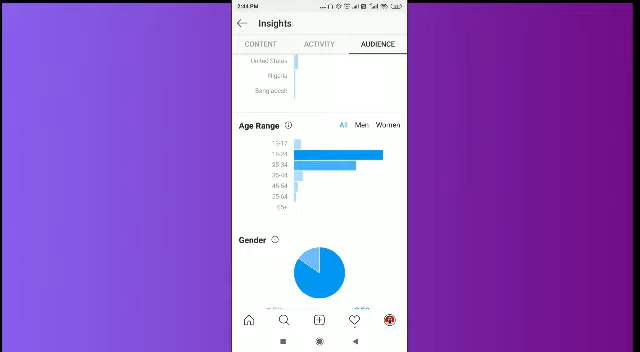 2:44 PM
Insights
CONTENT ACTIVITY AUDIENCE
United States
Nigeria
Bangladesh
Age Range All Men Women
13-17
18-24
25-34
35-44
45-54
55-64
65+
Gender